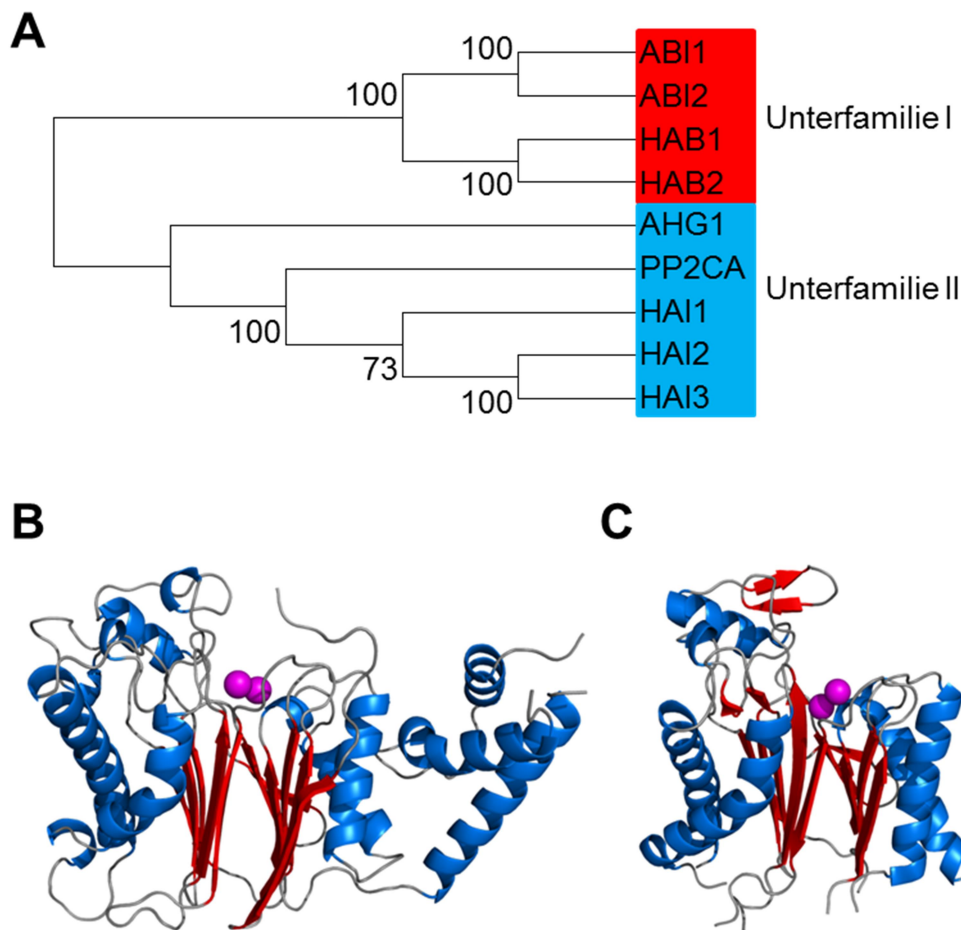 A
100
ABI1
100
ABI2
Unterfamilie I
HAB1
100
HAB2
AHG1
PP2CA
Unterfamilie II
100
HAI1
73
HAI2
100
HAI3
B
C